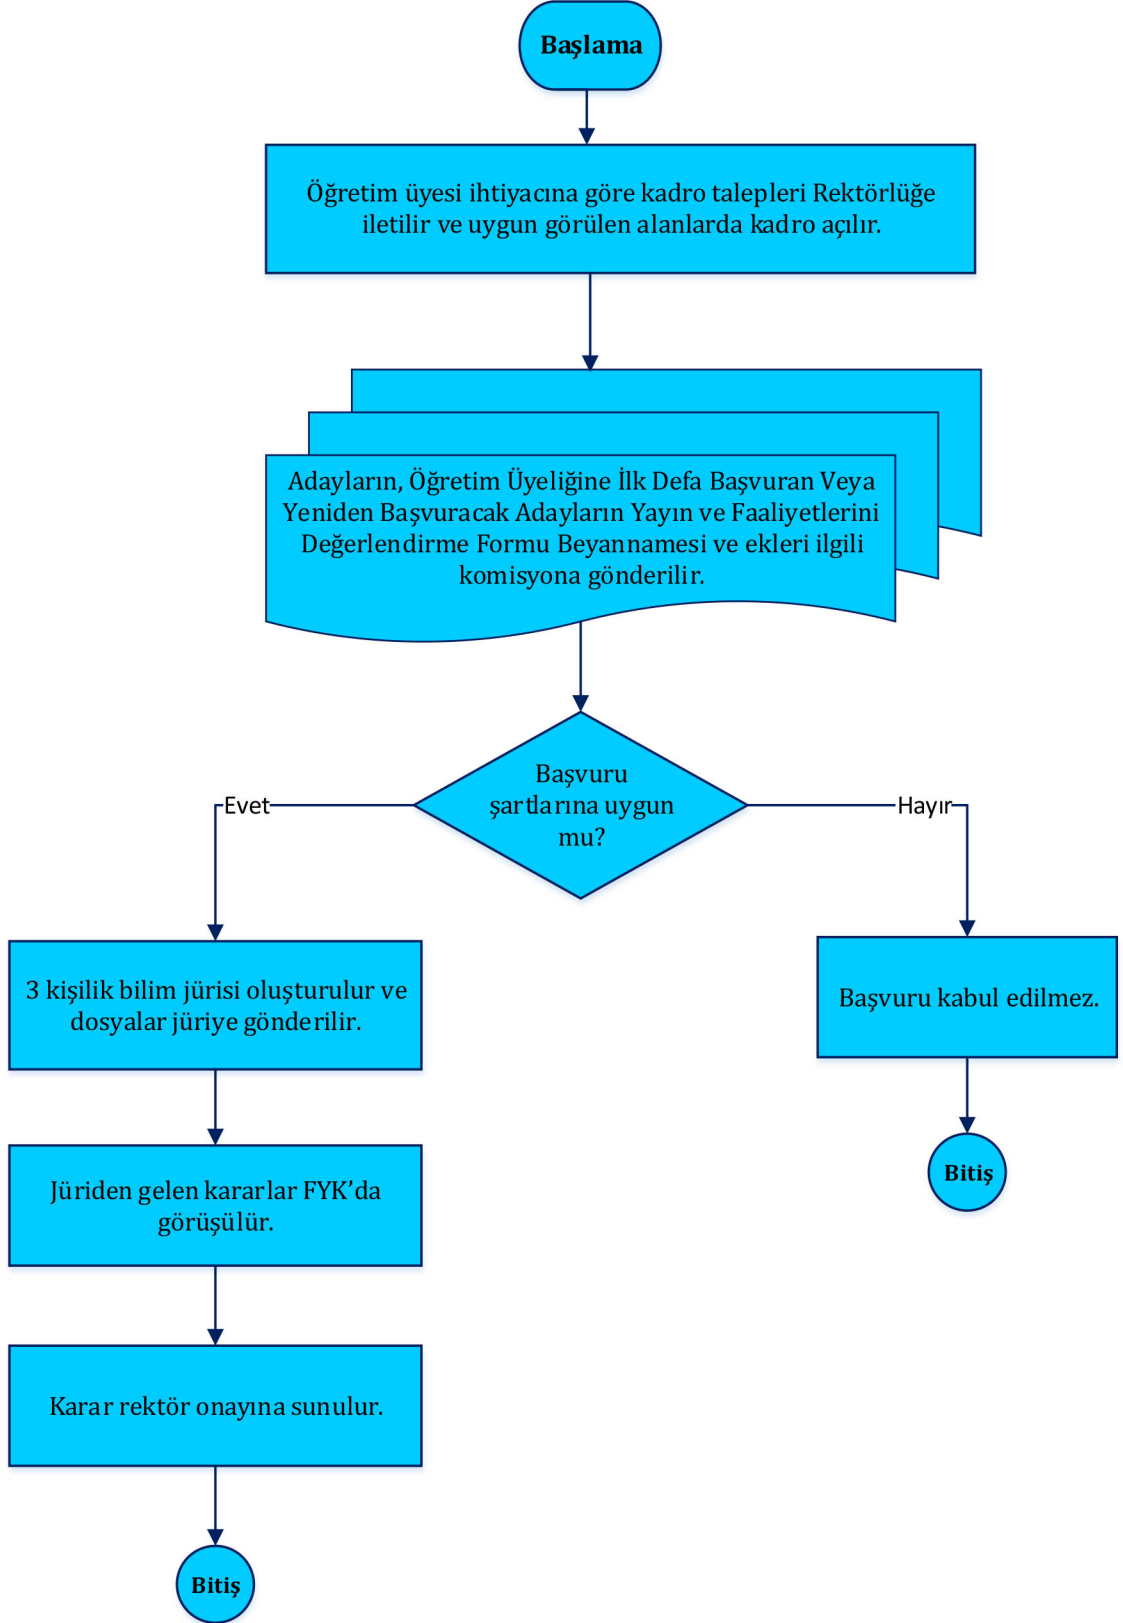 Başlama
Öğretim üyesi ihtiyacına göre kadro talepleri Rektörlüğe
iletilir ve uygun görülen alanlarda kadro açılır.
Adayların, Öğretim Üyeliğine İlk Defa Başvuran Veya
Yeniden Başvuracak Adayların Yayın ve Faaliyetlerini
Değerlendirme Formu Beyannamesi ve ekleri ilgili
komisyona gönderilir.
Başvuru
şartlarına uygun
mu?
Evet
Hayır
3 kişilik bilim jürisi oluşturulur ve
dosyalar jüriye gönderilir.
Başvuru kabul edilmez.
Jüriden gelen kararlar FYK’da
görüşülür.
Bitiş
Karar rektör onayına sunulur.
Bitiş